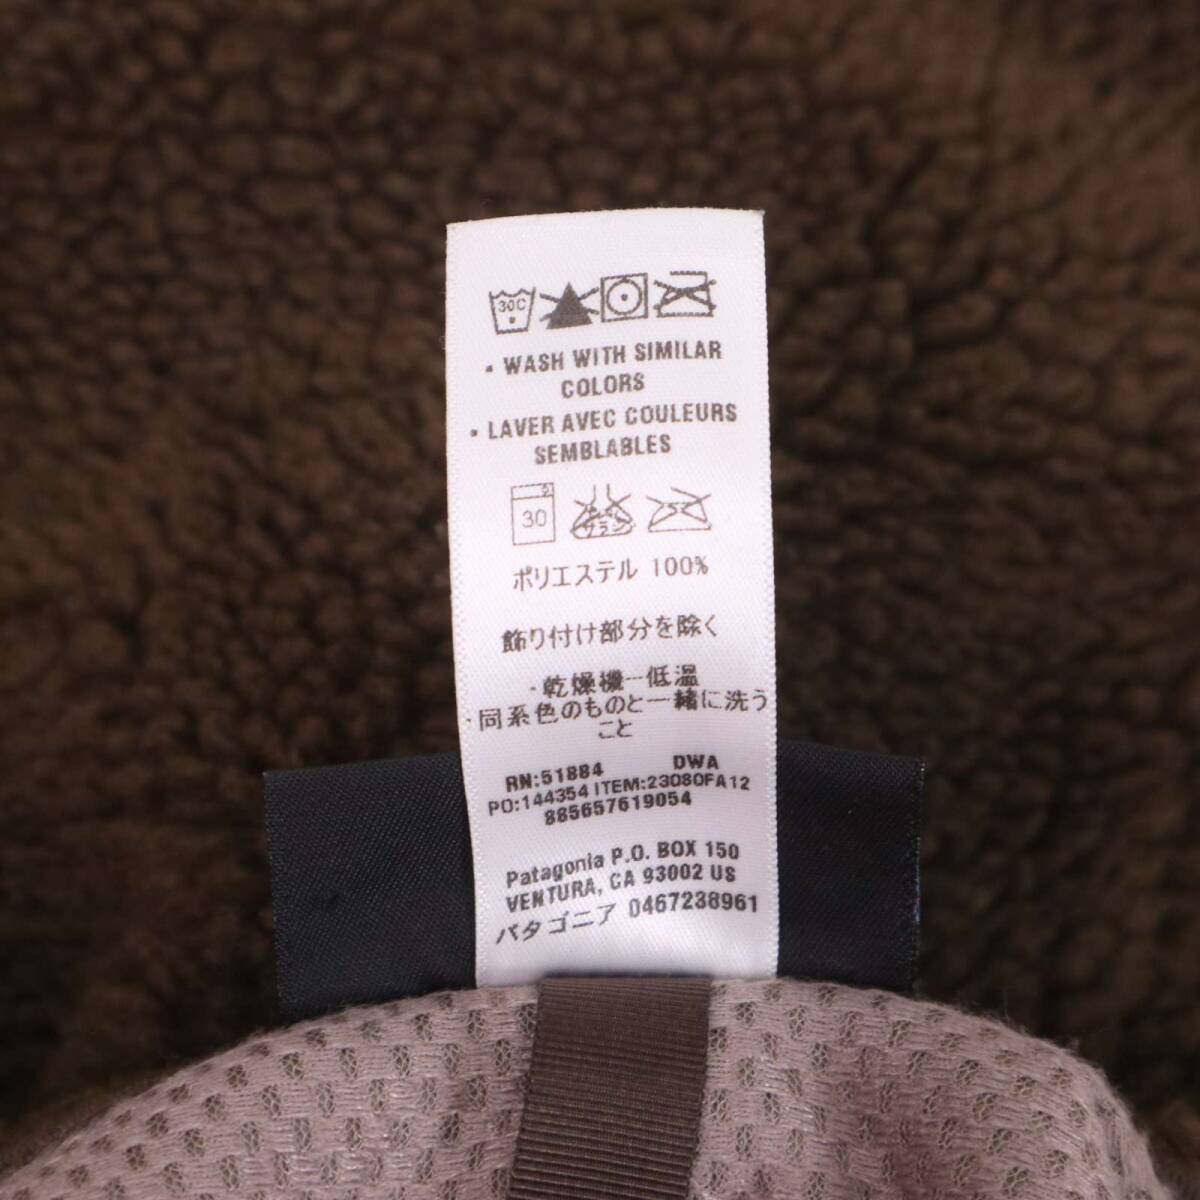 30C
• WASH WITH SIMILAR
COLORS
• LAVER AVEC COULEURS
SEMBLABLES
30
ポリエステル 100%
飾り付け部分を除く
・乾燥機一低温
・同系色のものと一緒に洗う
こと
RN:51884 DWA
PO:144354 ITEM:23080FA12
885657619054
Patagonia P.O. BOX 150
VENTURA, CA 93002 US
パタゴニア 0467238961